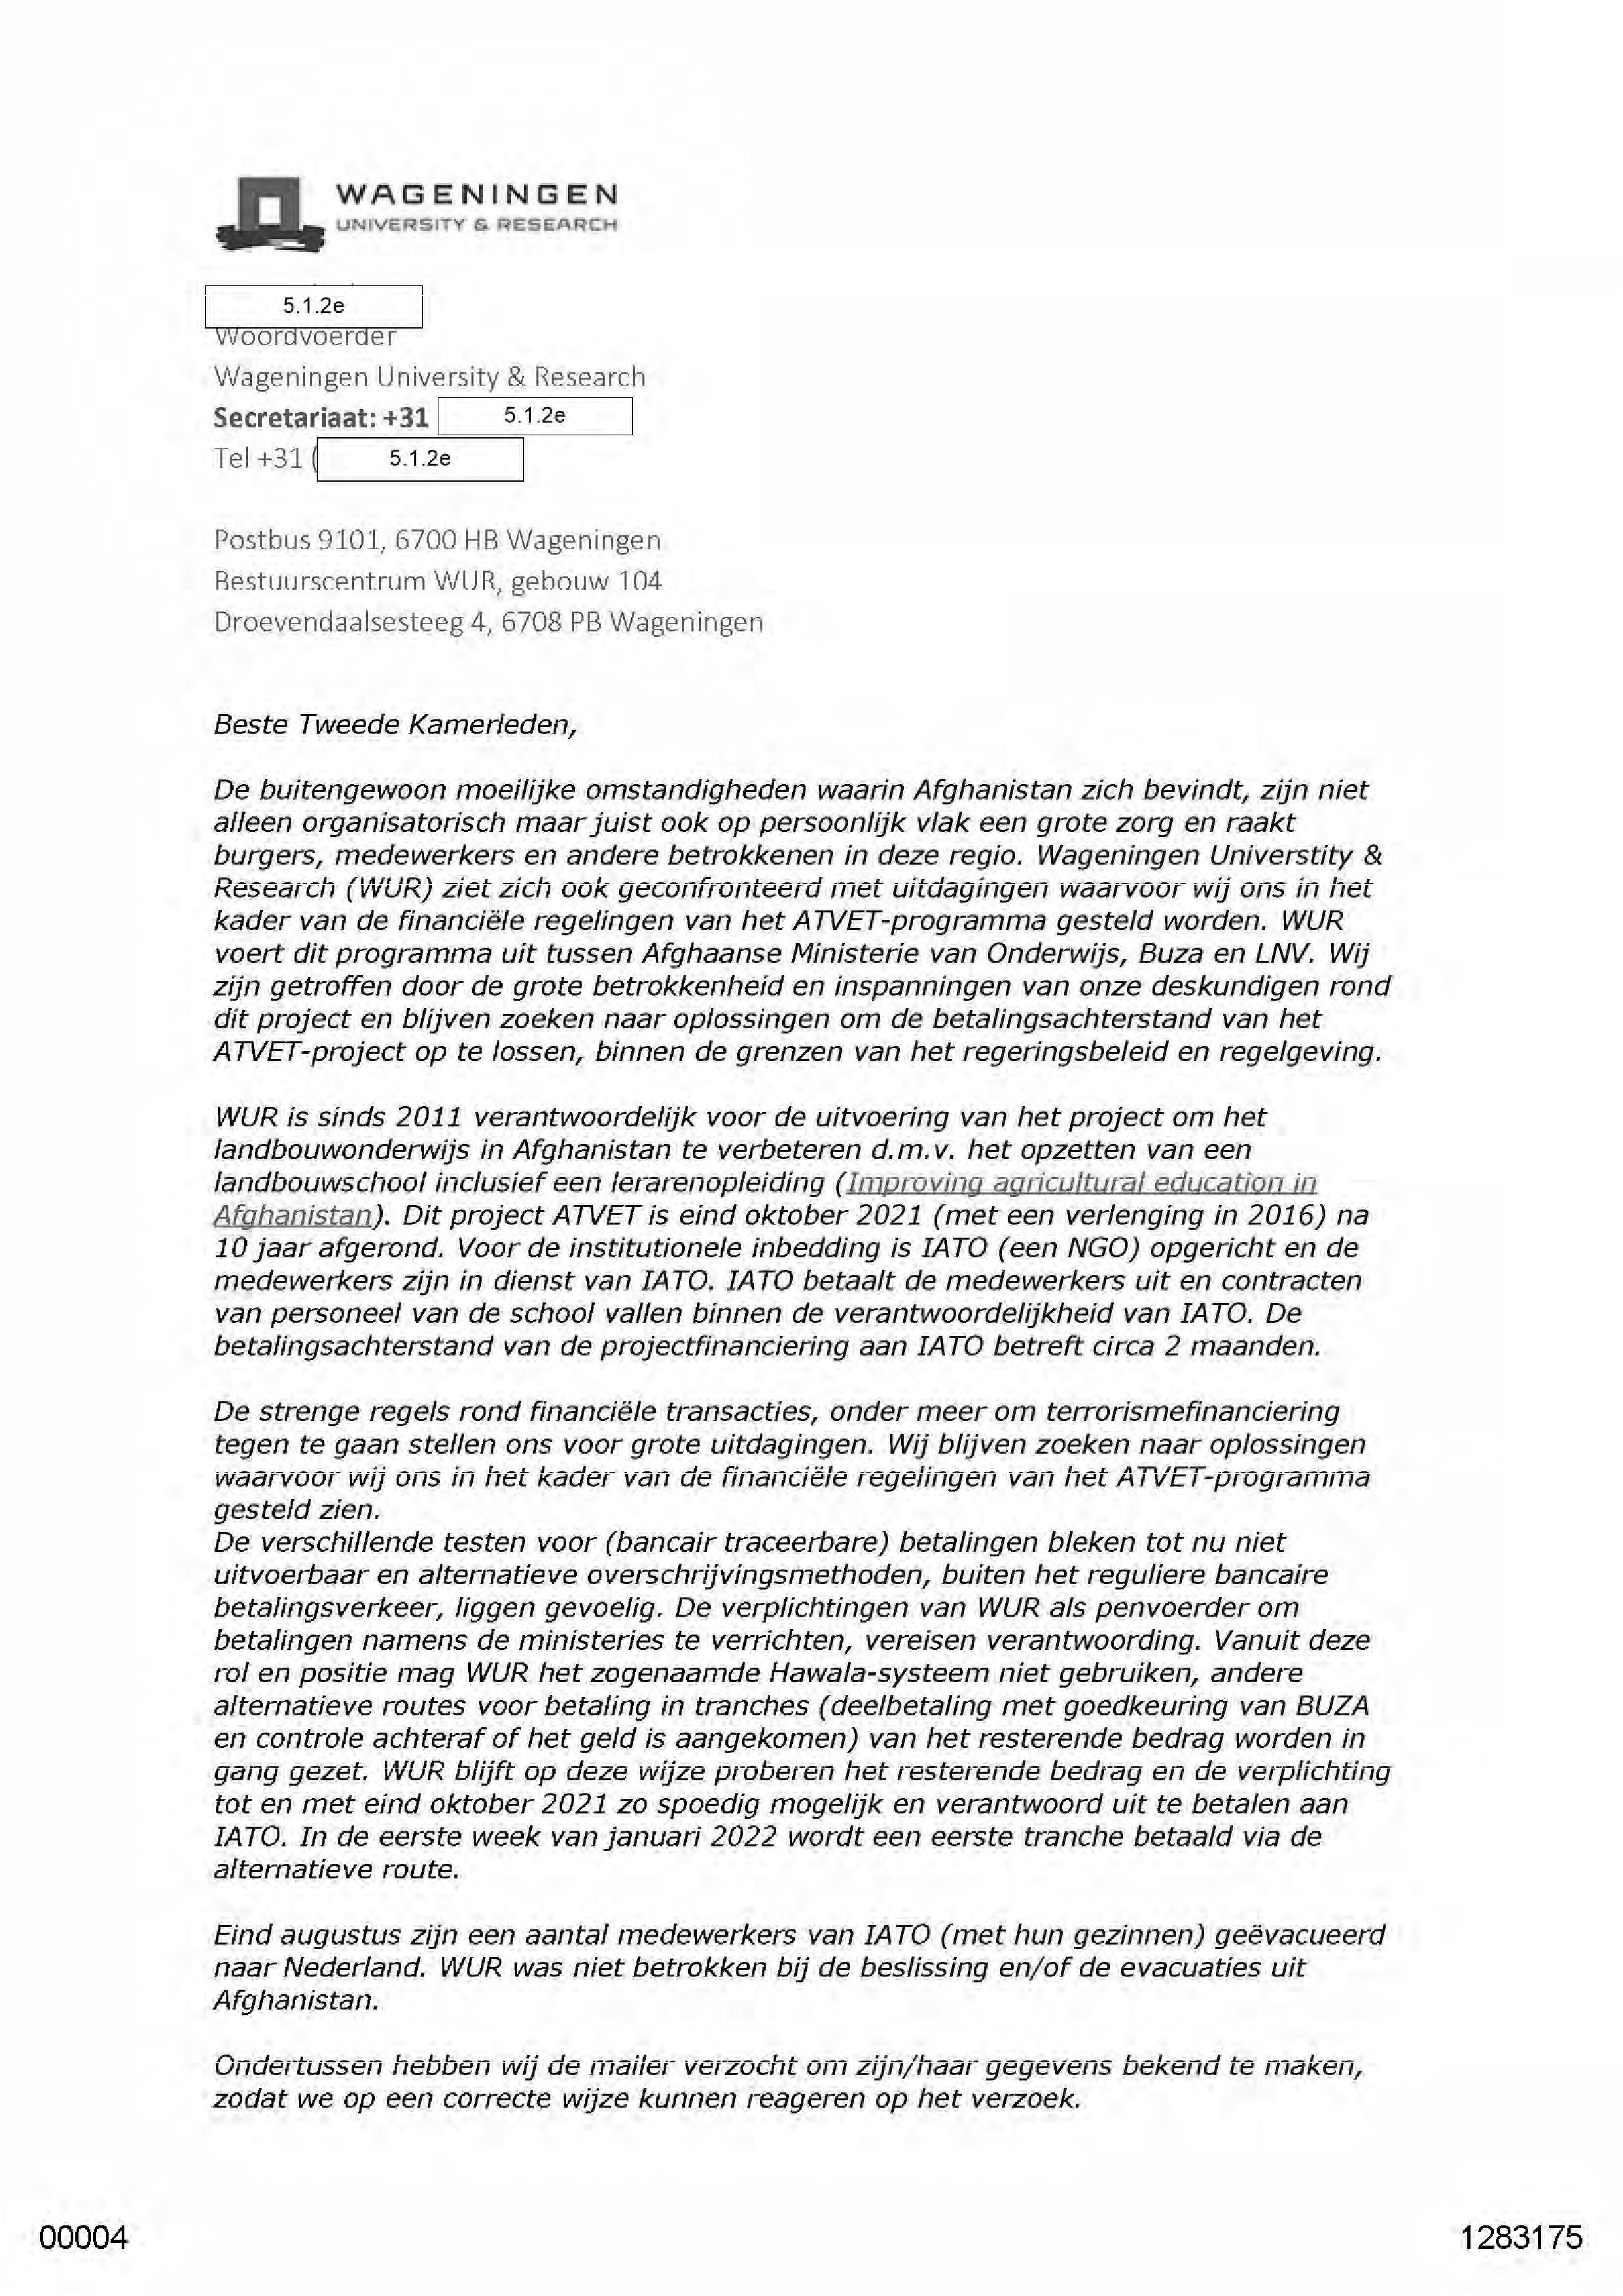 WAGENINGEN
UNIVERSITY & RESEARCH
5.1.2e
Woordvoerder
Wageningen University & Research
Secretariaat: +31 5.1.2e
Tel +31 ( 5.1.2e
Postbus 9101, 6700 HB Wageningen
Bestuurscentrum WUR, gebouw 104
Droevendaalsesteeg 4, 6708 PB Wageningen
Beste Tweede Kamerleden,
De buitengewoon moeilijke omstandigheden waarin Afghanistan zich bevindt, zijn niet
alleen organisatorisch maar juist ook op persoonlijk vlak een grote zorg en raakt
burgers, medewerkers en andere betrokkenen in deze regio. Wageningen Universtity &
Research (WUR) ziet zich ook geconfronteerd met uitdagingen waarvoor wij ons in het
kader van de financiële regelingen van het ATVET-programma gesteld worden. WUR
voert dit programma uit tussen Afghaanse Ministerie van Onderwijs, Buza en LNV. Wij
zijn getroffen door de grote betrokkenheid en inspanningen van onze deskundigen rond
dit project en blijven zoeken naar oplossingen om de betalingsachterstand van het
ATVET-project op te lossen, binnen de grenzen van het regeringsbeleid en regelgeving.
WUR is sinds 2011 verantwoordelijk voor de uitvoering van het project om het
landbouwonderwijs in Afghanistan te verbeteren d.m.v. het opzetten van een
landbouwschool inclusief een lerarenopleiding (Improving agricultural education in
Afghanistan). Dit project ATVET is eind oktober 2021 (met een verlenging in 2016) na
10 jaar afgerond. Voor de institutionele inbedding is IATO (een NGO) opgericht en de
medewerkers zijn in dienst van IATO. IATO betaalt de medewerkers uit en contracten
van personeel van de school vallen binnen de verantwoordelijkheid van IATO. De
betalingsachterstand van de projectfinanciering aan IATO betreft circa 2 maanden.
De strenge regels rond financiële transacties, onder meer om terrorismefinanciering
tegen te gaan stellen ons voor grote uitdagingen. Wij blijven zoeken naar oplossingen
waarvoor wij ons in het kader van de financiële regelingen van het ATVET-programma
gesteld zien.
De verschillende testen voor (bancair traceerbare) betalingen bleken tot nu niet
uitvoerbaar en alternatieve overschrijvingsmethoden, buiten het reguliere bancaire
betalingsverkeer, liggen gevoelig. De verplichtingen van WUR als penvoerder om
betalingen namens de ministeries te verrichten, vereisen verantwoording. Vanuit deze
rol en positie mag WUR het zogenaamde Hawala-systeem niet gebruiken, andere
alternatieve routes voor betaling in tranches (deelbetaling met goedkeuring van BUZA
en controle achteraf of het geld is aangekomen) van het resterende bedrag worden in
gang gezet. WUR blijft op deze wijze proberen het resterende bedrag en de verplichting
tot en met eind oktober 2021 zo spoedig mogelijk en verantwoord uit te betalen aan
IATO. In de eerste week van januari 2022 wordt een eerste tranche betaald via de
alternatieve route.
Eind augustus zijn een aantal medewerkers van IATO (met hun gezinnen) geëvacueerd
naar Nederland. WUR was niet betrokken bij de beslissing en/of de evacuaties uit
Afghanistan.
Ondertussen hebben wij de mailer verzocht om zijn/haar gegevens bekend te maken,
zodat we op een correcte wijze kunnen reageren op het verzoek.
00004
1283175